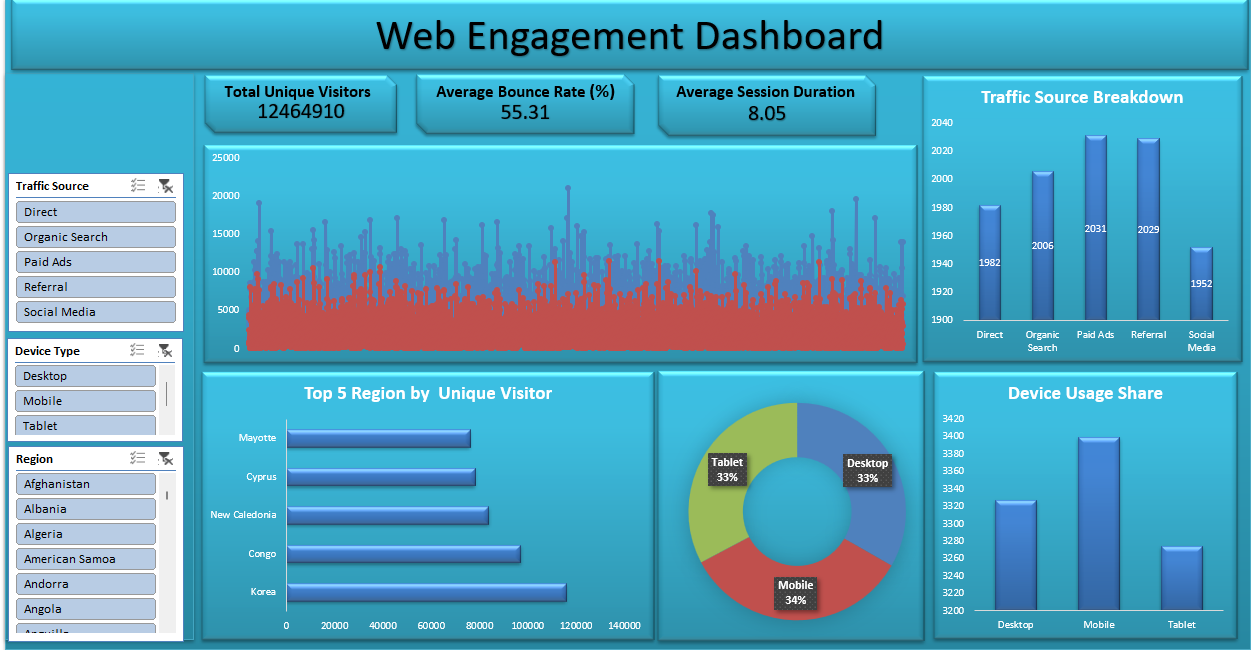 Web Engagement Dashboard
Total Unique Visitors
12464910
Average Bounce Rate (%)
55.31
Average Session Duration
8.05
Traffic Source
Direct
Organic Search
Paid Ads
Referral
Social Media
Device Type
Desktop
Mobile
Tablet
Region
Afghanistan
Albania
Algeria
American Samoa
Andorra
Angola
25000
20000
15000
10000
5000
0
Traffic Source Breakdown
2040
2020
2000
1980
1960
1940
1920
1900
1982
2006
2031
2029
1952
Direct
Organic
Search
Paid Ads
Referral
Social
Media
Top 5 Region by  Unique Visitor
Mayotte
Cyprus
New Caledonia
Congo
Korea
0 20000 40000 60000 80000 100000 120000 140000
Tablet
33%
Desktop
33%
Mobile
34%
Device Usage Share
3420
3400
3380
3360
3340
3320
3300
3280
3260
3240
3220
3200
Desktop
Mobile
Tablet